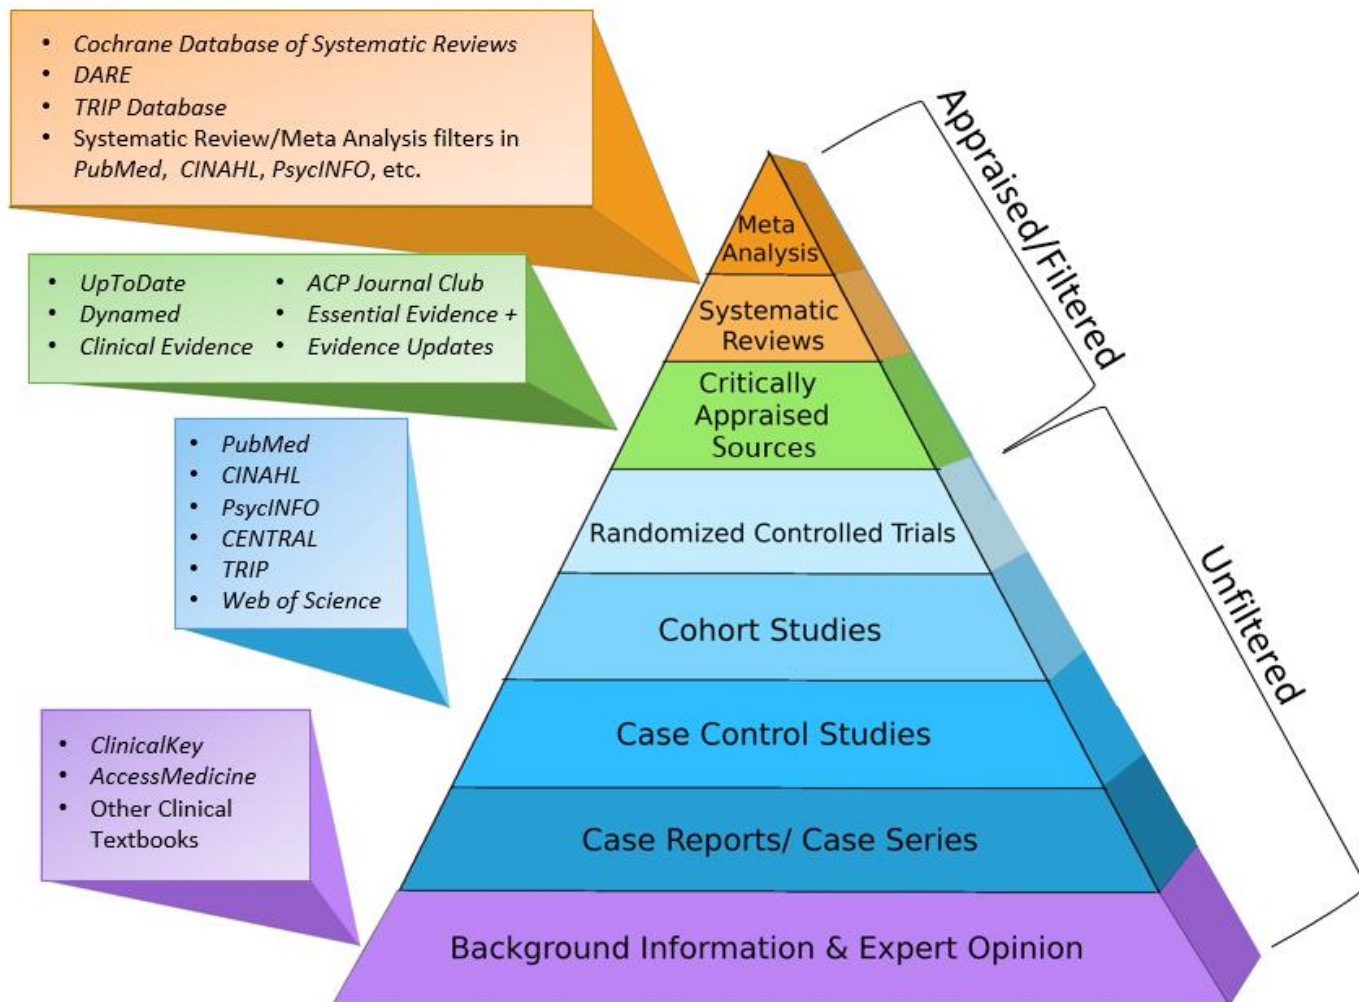 • Cochrane Database of Systematic Reviews
• DARE
• TRIP Database
• Systematic Review/Meta Analysis filters in
PubMed, CINAHL, PsycINFO, etc.
• UpToDate
• Dynamed
• Clinical Evidence
• ACP Journal Club
• Essential Evidence +
• Evidence Updates
• PubMed
• CINAHL
• PsycINFO
• CENTRAL
• TRIP
• Web of Science
• ClinicalKey
• AccessMedicine
• Other Clinical
Textbooks
Meta
Analysis
Systematic
Reviews
Critically
Appraised
Sources
Randomized Controlled Trials
Cohort Studies
Case Control Studies
Case Reports/ Case Series
Background Information & Expert Opinion
Appraised/Filtered
Unfiltered